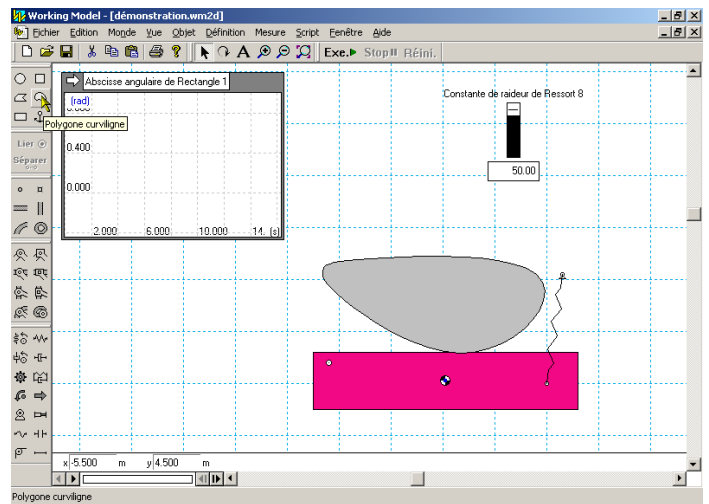 Working Model - [démonstration.wm2d]
Fichier Edition Monde Vue Objet Définition Mesure Script Fenêtre Aide
A Exe. Stop Réini.
Abscisse angulaire de Rectangle 1
(rad)
Polygone curviligne
0.400
0.000
2.000 6.000 10.000 14. (s)
Constante de raideur de Ressort 8
50.00
Lier
Séparer
x -5.500 m y 4.500 m
Polygone curviligne